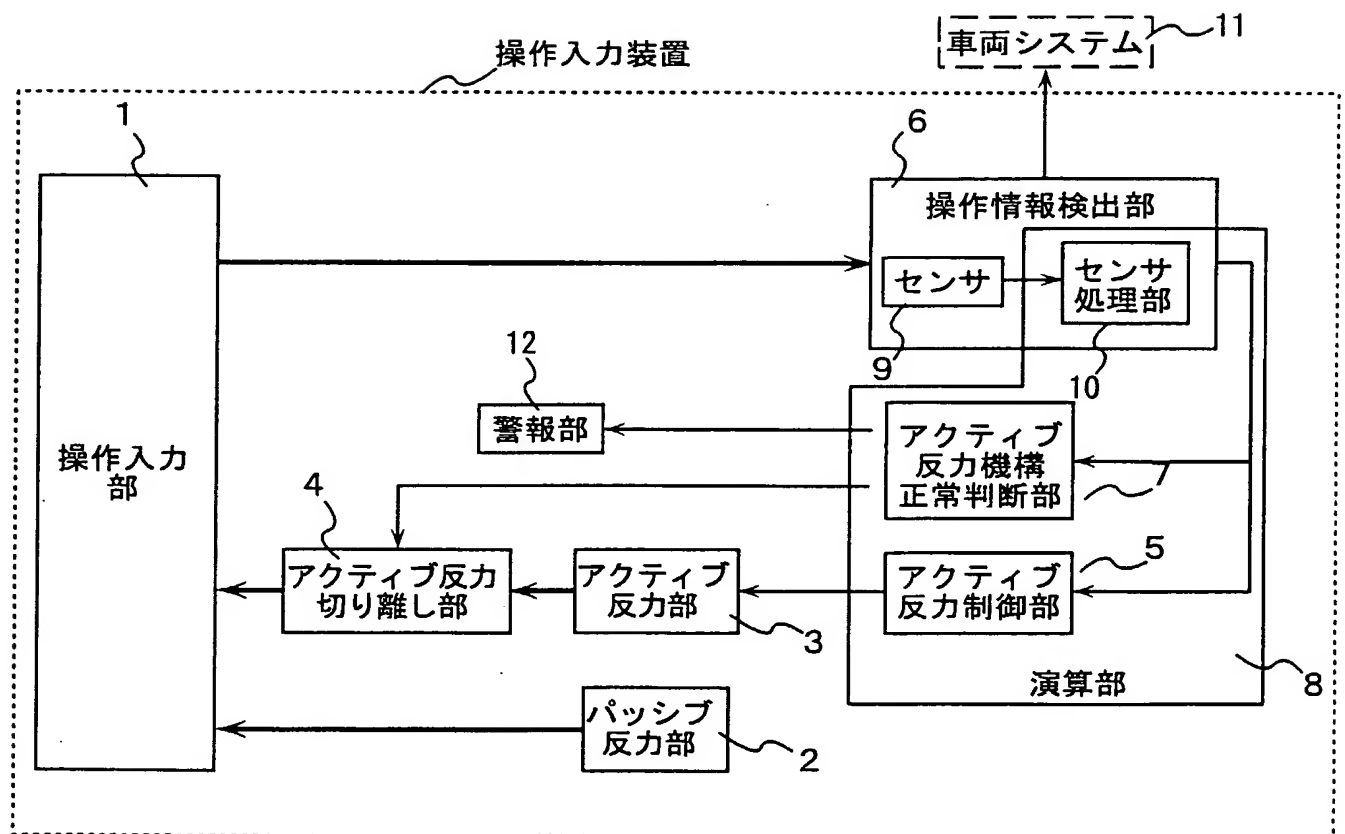 車両システム
11
操作入力装置
1
6
操作情報検出部
センサ
センサ
処理部
9
10
12
警報部
アクティブ
反力機構
正常判断部
7
操作入力
部
4
アクティブ反力
切り離し部
アクティブ
反力部
3
アクティブ
反力制御部
5
演算部
8
パッシブ
反力部
2